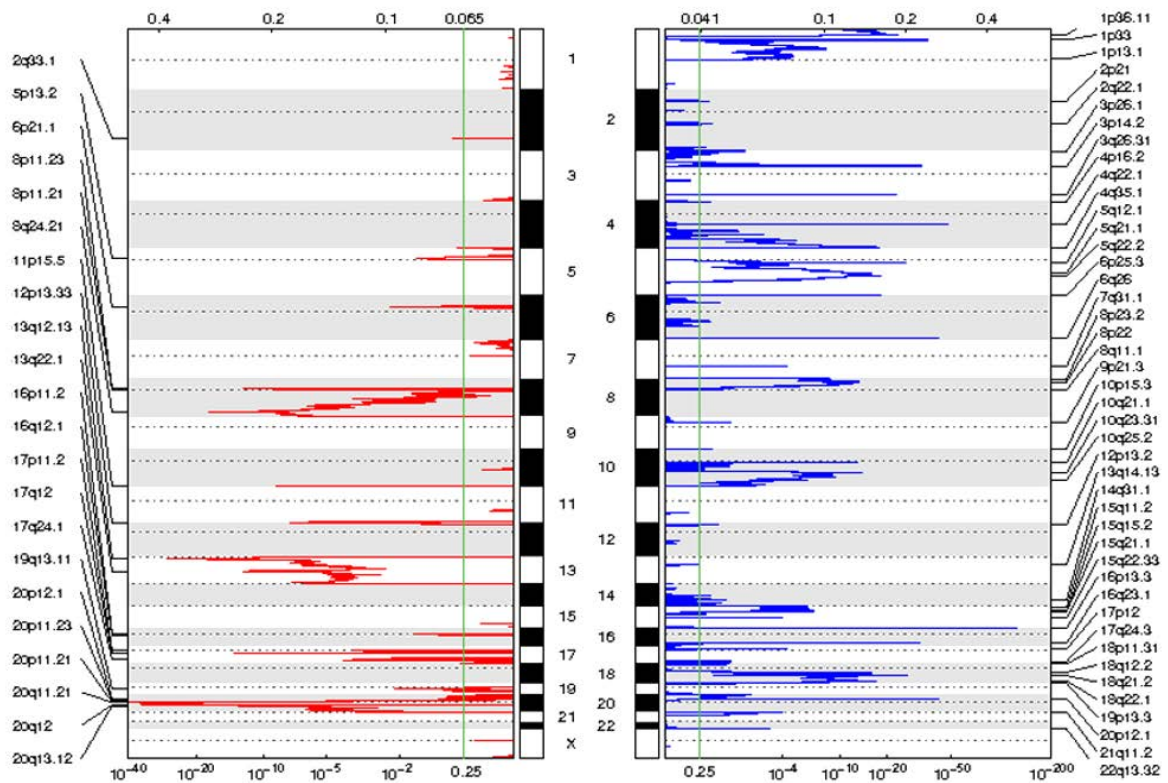 0.4 0.2 0.1 0.065
0.041 0.1 0.2 0.4
2q33.1
5p13.2
6p21.1
8p11.23
8p11.21
8q24.21
11p15.5
12p13.33
13q12.13
13q22.1
16p11.2
16q12.1
17p11.2
17q12
17q24.1
19q13.11
20p12.1
20p11.23
20p11.21
20q11.21
20q12
20q13.12
1
3
5
7
9
11
13
15
17
19
21
X
2
4
6
8
10
12
14
16
18
20
22
1p36.11
1p33
1p13.1
2p21
2q22.1
3p26.1
3p14.2
3q26.31
4p16.2
4q22.1
4q35.1
5q12.1
5q21.1
5q22.2
6p25.3
6q26
7q31.1
8p23.2
8p22
8q11.1
9p21.3
10p15.3
10q21.1
10q23.31
10q25.2
12p13.2
13q14.13
14q31.1
15q11.2
15q15.2
15q21.1
15q22.33
16p13.3
16q23.1
17p12
17q24.3
18p11.31
18q12.2
18q21.2
18q22.1
19p13.3
20p12.1
21q11.2
22q13.32
10⁻⁴⁰ 10⁻²⁰ 10⁻¹⁰ 10⁻⁵ 10⁻² 0.25
0.25 10⁻⁴ 10⁻¹⁰ 10⁻²⁰ 10⁻⁵⁰ 10⁻²⁰⁰